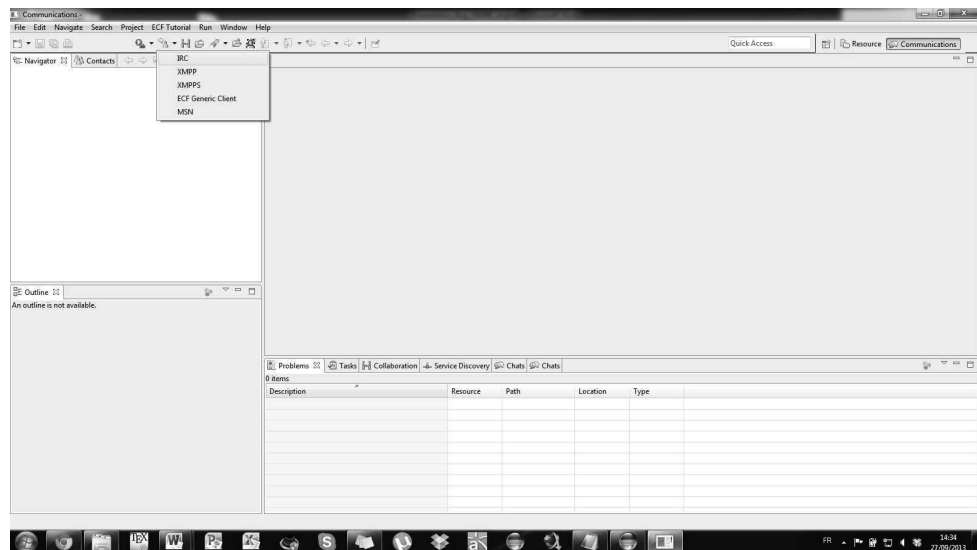 Communications
File Edit Navigate Search Project ECF Tutorial Run Window Help
Quick Access
Resource
Communications
Navigator
Contacts
IRC
XMPP
XMPPS
ECF Generic Client
MSN
Outline
An outline is not available.
Problems
Tasks
Collaboration
Service Discovery
Chats
Chats
0 items
Description Resource Path Location Type
FR
14:34
27/09/2013